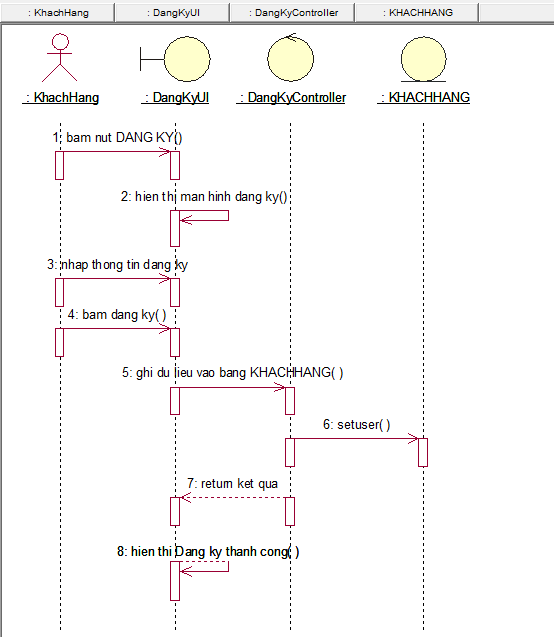 : KhachHang
: DangKyUI
: DangKyController
: KHACHHANG
: KhachHang
: DangKyUI
: DangKyController
: KHACHHANG
1: bam nut DANG KY()
2: hien thi man hinh dang ky()
3: nhap thong tin dang ky
4: bam dang ky( )
5: ghi du lieu vao bang KHACHHANG( )
6: setuser( )
7: return ket qua
8: hien thi Dang ky thanh cong( )